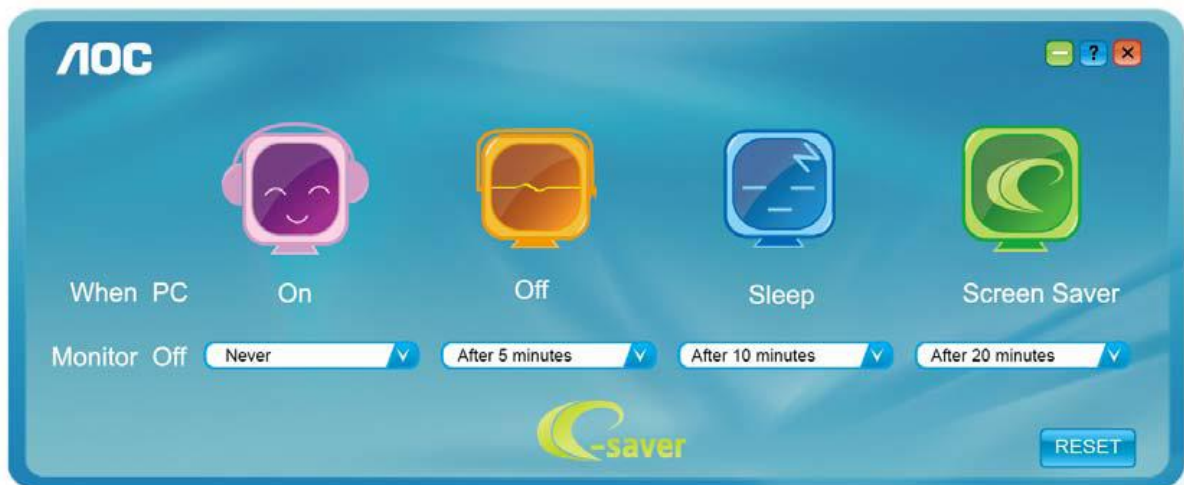 AOC
?
When PC On Off Sleep Screen Saver
Monitor Off Never After 5 minutes After 10 minutes After 20 minutes
e-saver
RESET